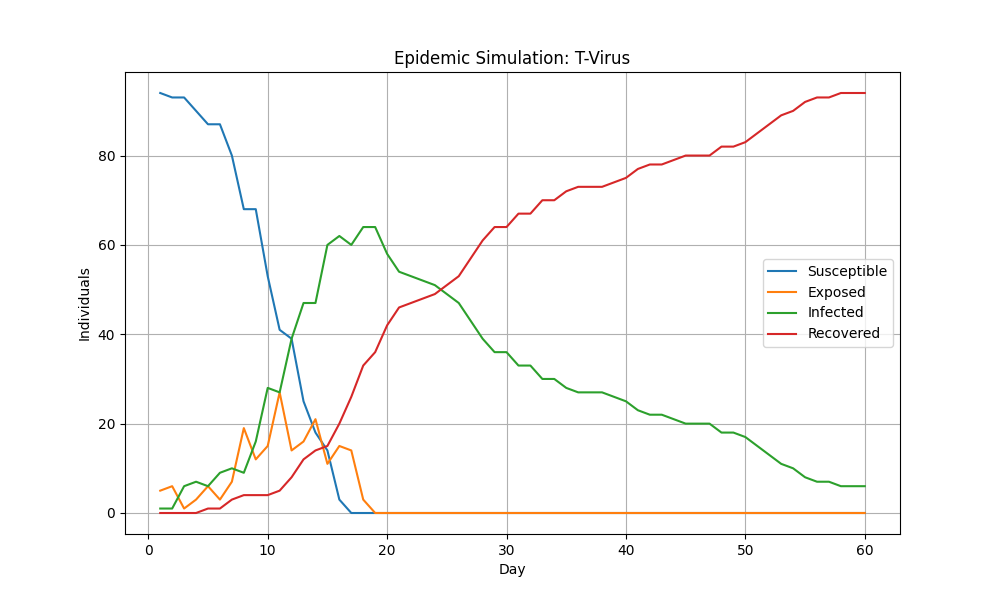 Epidemic Simulation: T-Virus
Individuals
80
60
40
20
0
Susceptible
Exposed
Infected
Recovered
0 10 20 30 40 50 60
Day